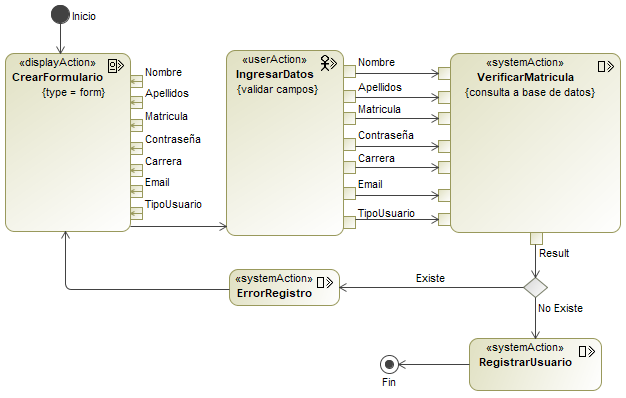 Inicio
«displayAction»
CrearFormulario
{type = form}
Nombre
Apellidos
Matricula
Contraseña
Carrera
Email
TipoUsuario
«userAction»
IngresarDatos
{validar campos}
Nombre
Apellidos
Matricula
Contraseña
Carrera
Email
TipoUsuario
«systemAction»
VerificarMatricula
{consulta a base de datos}
Result
Existe
«systemAction»
ErrorRegistro
No Existe
«systemAction»
RegistrarUsuario
Fin